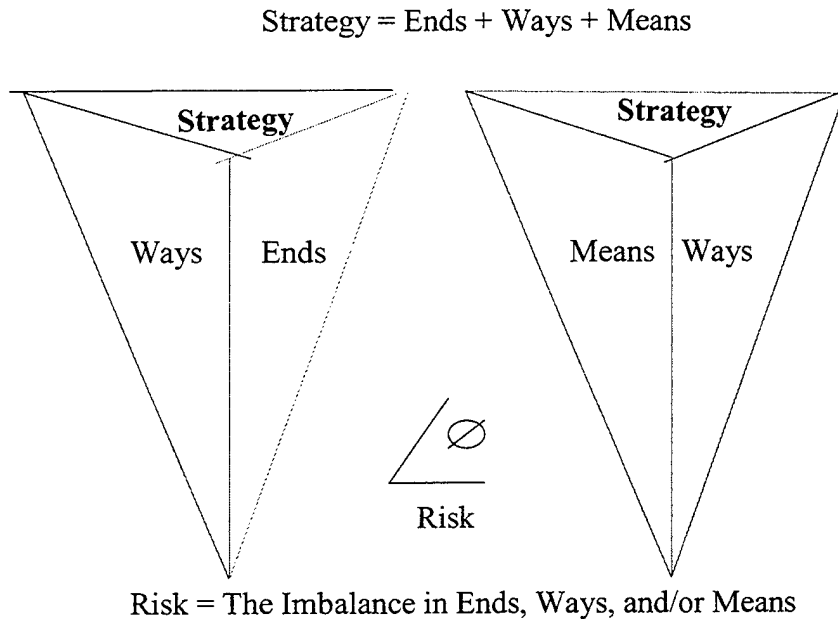 Strategy = Ends + Ways + Means
Strategy
Strategy
Ways
Ends
Means
Ways
∅
Risk
Risk = The Imbalance in Ends, Ways, and/or Means